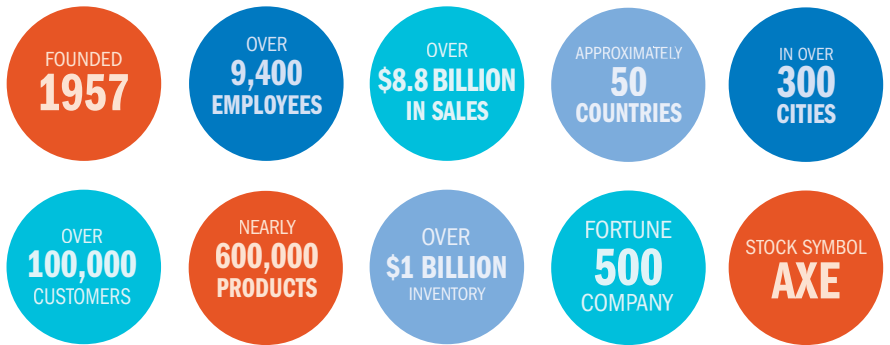 FOUNDED
1957
OVER
9,400
EMPLOYEES
OVER
$8.8 BILLION
IN SALES
APPROXIMATELY
50
COUNTRIES
IN OVER
300
CITIES
OVER
100,000
CUSTOMERS
NEARLY
600,000
PRODUCTS
OVER
$1 BILLION
INVENTORY
FORTUNE
500
COMPANY
STOCK SYMBOL
AXE